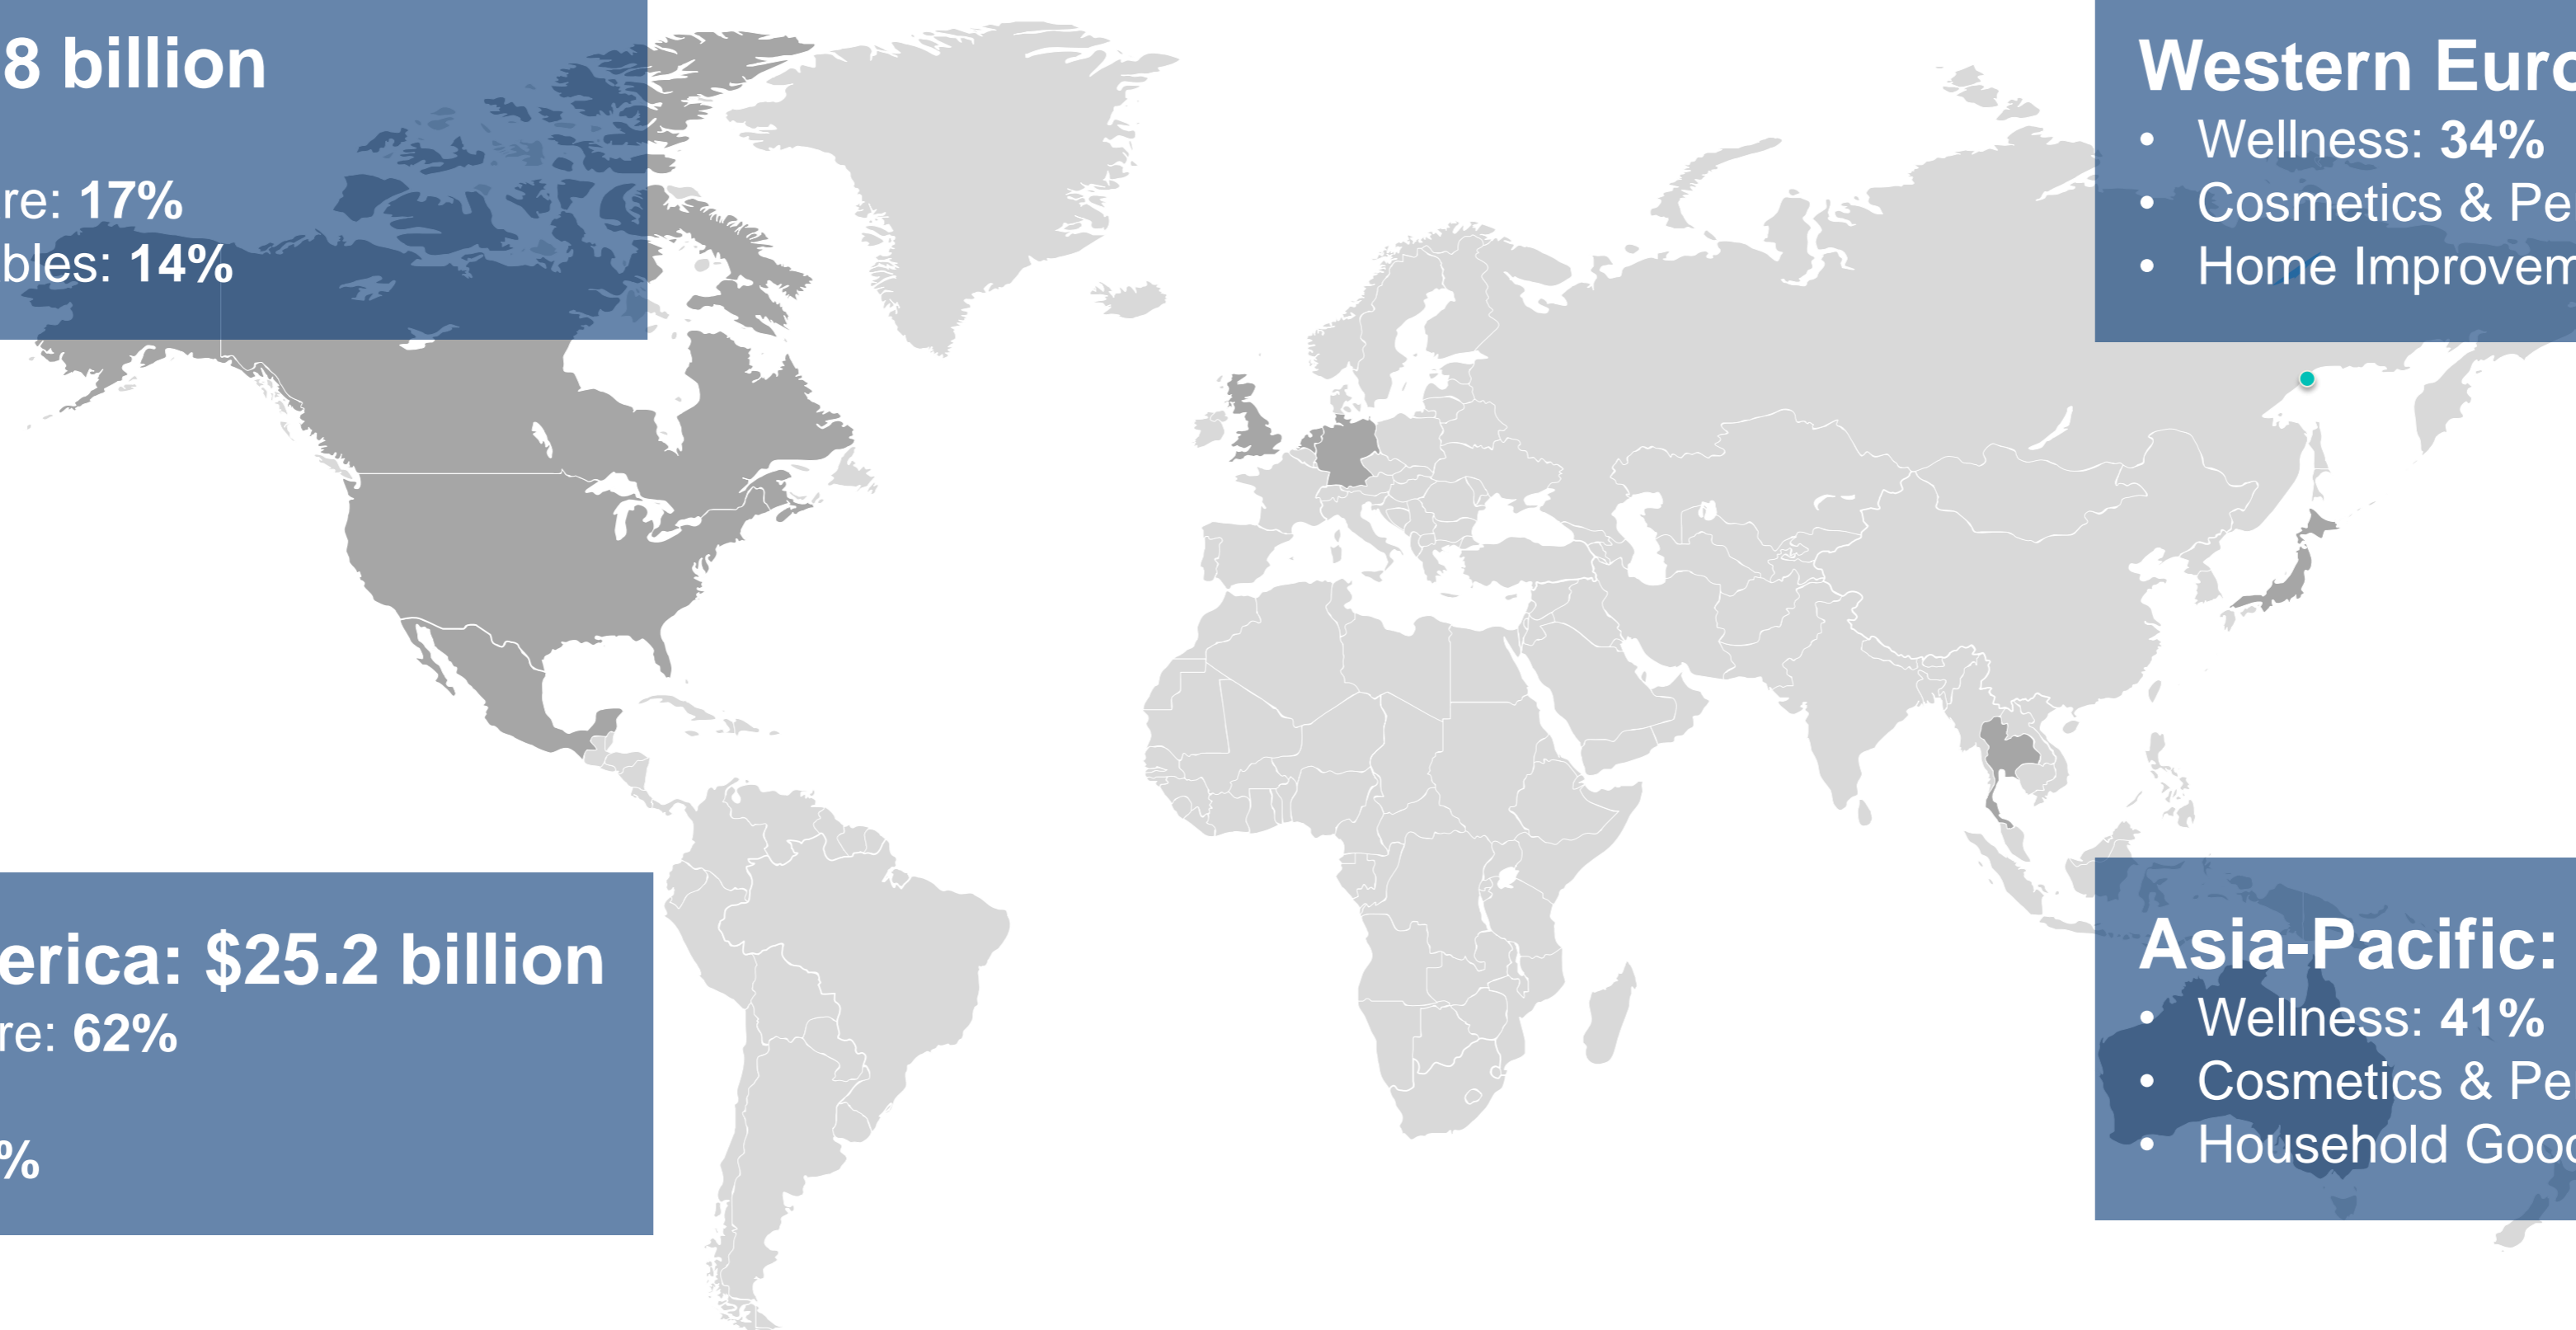 8 billion
re: 17%
bles: 14%
Western Euro
• Wellness: 34%
• Cosmetics & Pe
• Home Improvem
erica: $25.2 billion
re: 62%
%
Asia-Pacific:
• Wellness: 41%
• Cosmetics & Pe
• Household Good